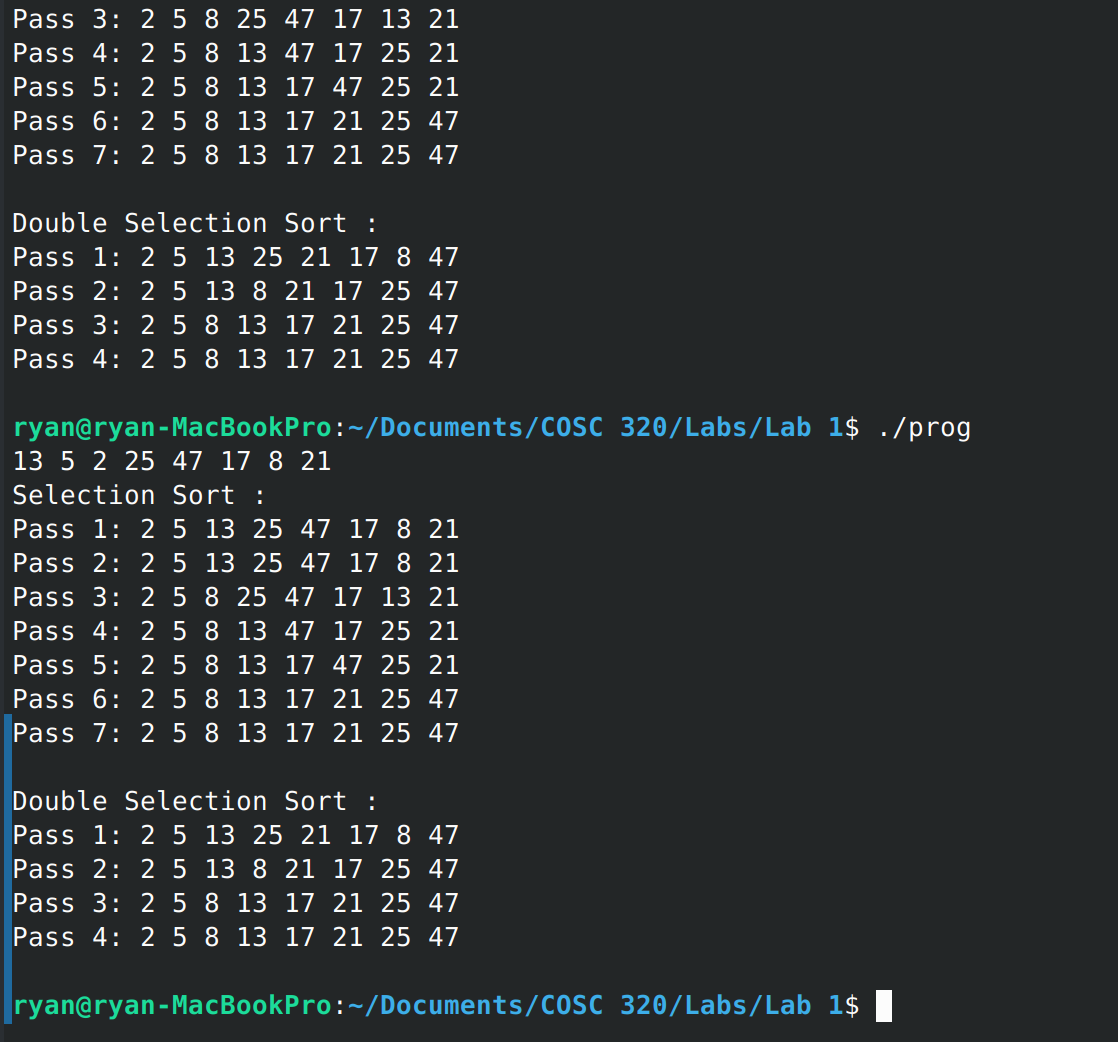 Pass 3: 2 5 8 25 47 17 13 21
Pass 4: 2 5 8 13 47 17 25 21
Pass 5: 2 5 8 13 17 47 25 21
Pass 6: 2 5 8 13 17 21 25 47
Pass 7: 2 5 8 13 17 21 25 47

Double Selection Sort :
Pass 1: 2 5 13 25 21 17 8 47
Pass 2: 2 5 13 8 21 17 25 47
Pass 3: 2 5 8 13 17 21 25 47
Pass 4: 2 5 8 13 17 21 25 47

ryan@ryan-MacBookPro:~/Documents/COSC 320/Labs/Lab 1$ ./prog
13 5 2 25 47 17 8 21
Selection Sort :
Pass 1: 2 5 13 25 47 17 8 21
Pass 2: 2 5 13 25 47 17 8 21
Pass 3: 2 5 8 25 47 17 13 21
Pass 4: 2 5 8 13 47 17 25 21
Pass 5: 2 5 8 13 17 47 25 21
Pass 6: 2 5 8 13 17 21 25 47
Pass 7: 2 5 8 13 17 21 25 47

Double Selection Sort :
Pass 1: 2 5 13 25 21 17 8 47
Pass 2: 2 5 13 8 21 17 25 47
Pass 3: 2 5 8 13 17 21 25 47
Pass 4: 2 5 8 13 17 21 25 47

ryan@ryan-MacBookPro:~/Documents/COSC 320/Labs/Lab 1$